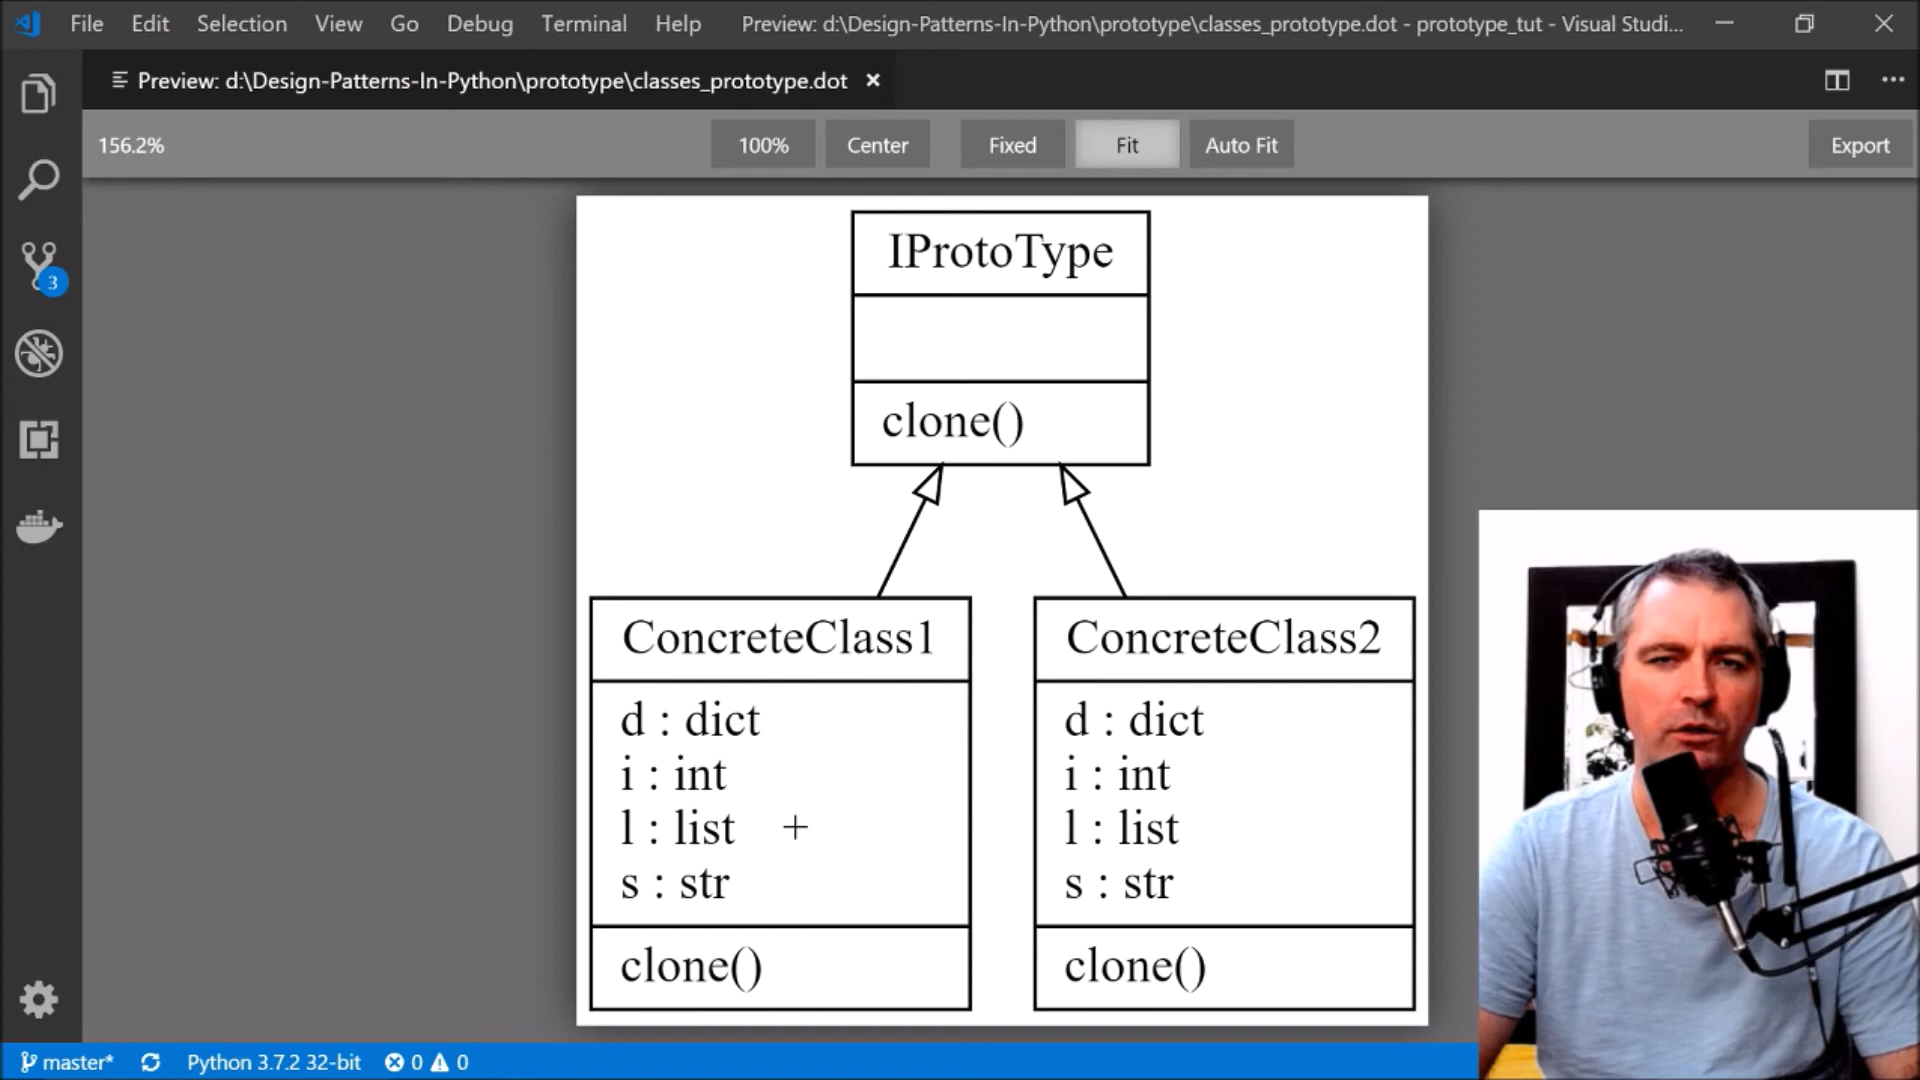 File Edit Selection View Go Debug Terminal Help Preview: d:\Design-Patterns-In-Python\prototype\classes_prototype.dot - prototype_tut - Visual Studi...
Preview: d:\Design-Patterns-In-Python\prototype\classes_prototype.dot
156.2% 100% Center Fixed Fit Auto Fit Export
3
IProtoType
clone()
ConcreteClass1
d : dict
i : int
l : list
s : str
clone()
ConcreteClass2
d : dict
i : int
l : list
s : str
clone()
master* Python 3.7.2 32-bit 0 0